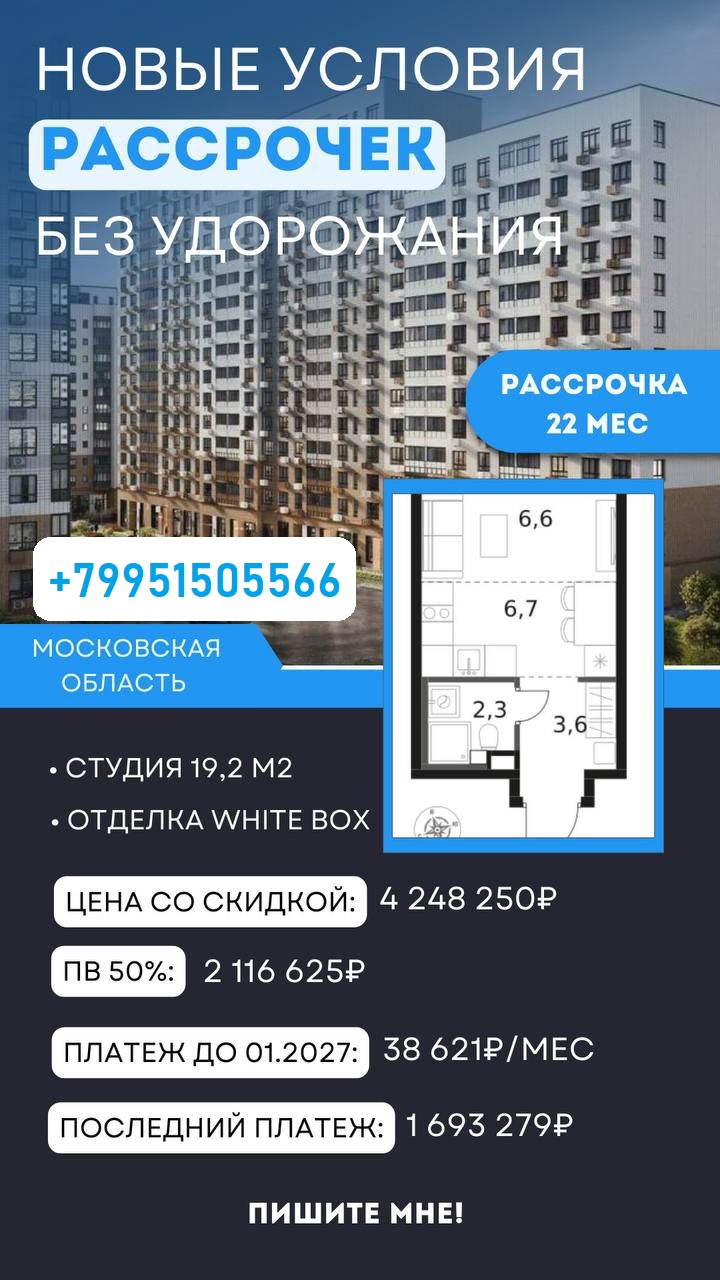 НОВЫЕ УСЛОВИЯ
РАССРОЧЕК
БЕЗ УДОРОЖАНИЯ
РАССРОЧКА
22 МЕС
6,6
6,7
2,3
3,6
+79951505566
МОСКОВСКАЯ
ОБЛАСТЬ
• СТУДИЯ 19,2 М2
• ОТДЕЛКА WHITE BOX
ЦЕНА СО СКИДКОЙ: 4 248 250₽
ПВ 50%: 2 116 625₽
ПЛАТЕЖ ДО 01.2027: 38 621₽/МЕС
ПОСЛЕДНИЙ ПЛАТЕЖ: 1 693 279₽
ПИШИТЕ МНЕ!